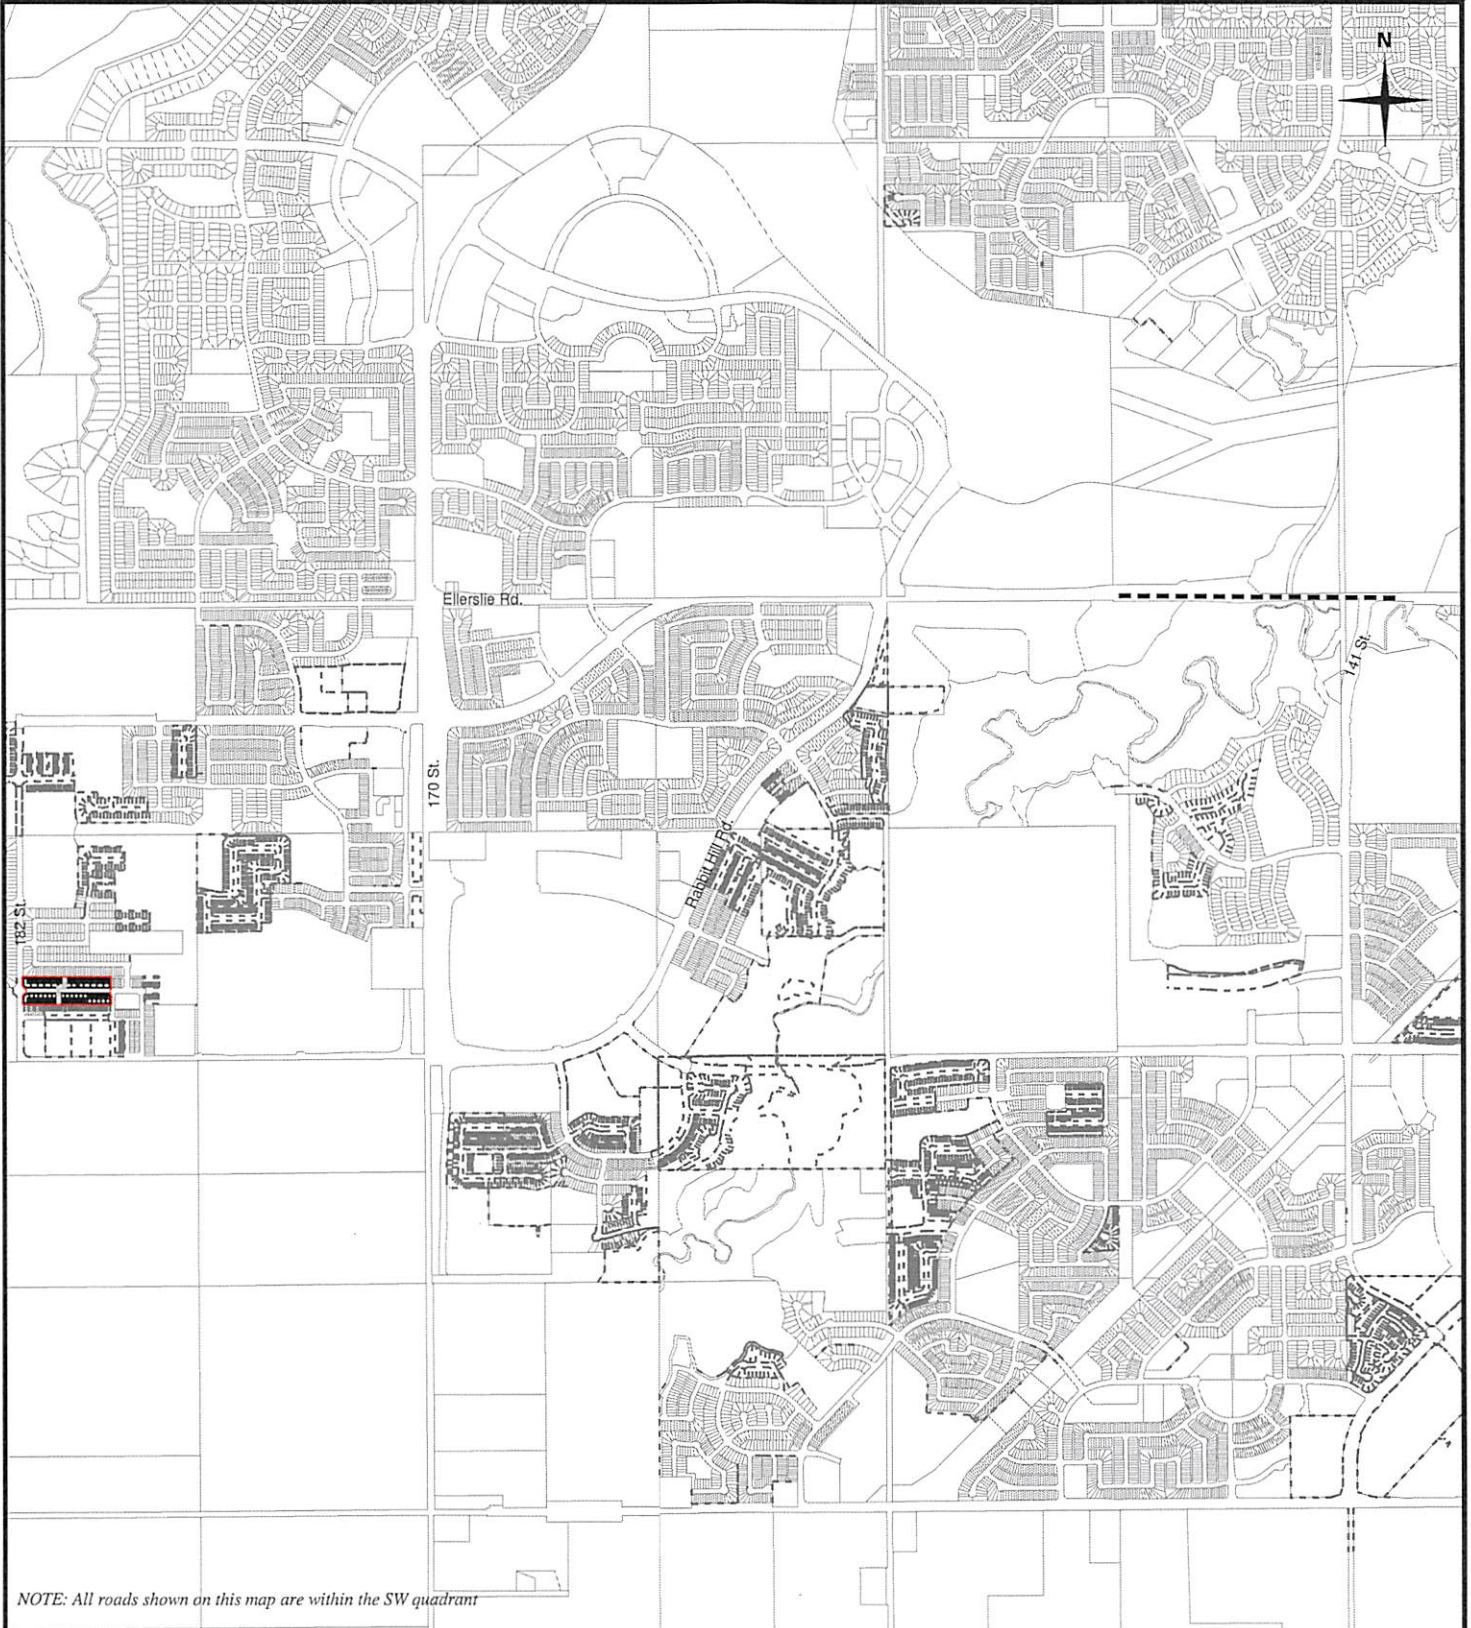 N
Ellerslie Rd.
141 St.
170 St.
Rabbit Hill Rd.
182 St.
NOTE: All roads shown on this map are within the SW quadrant